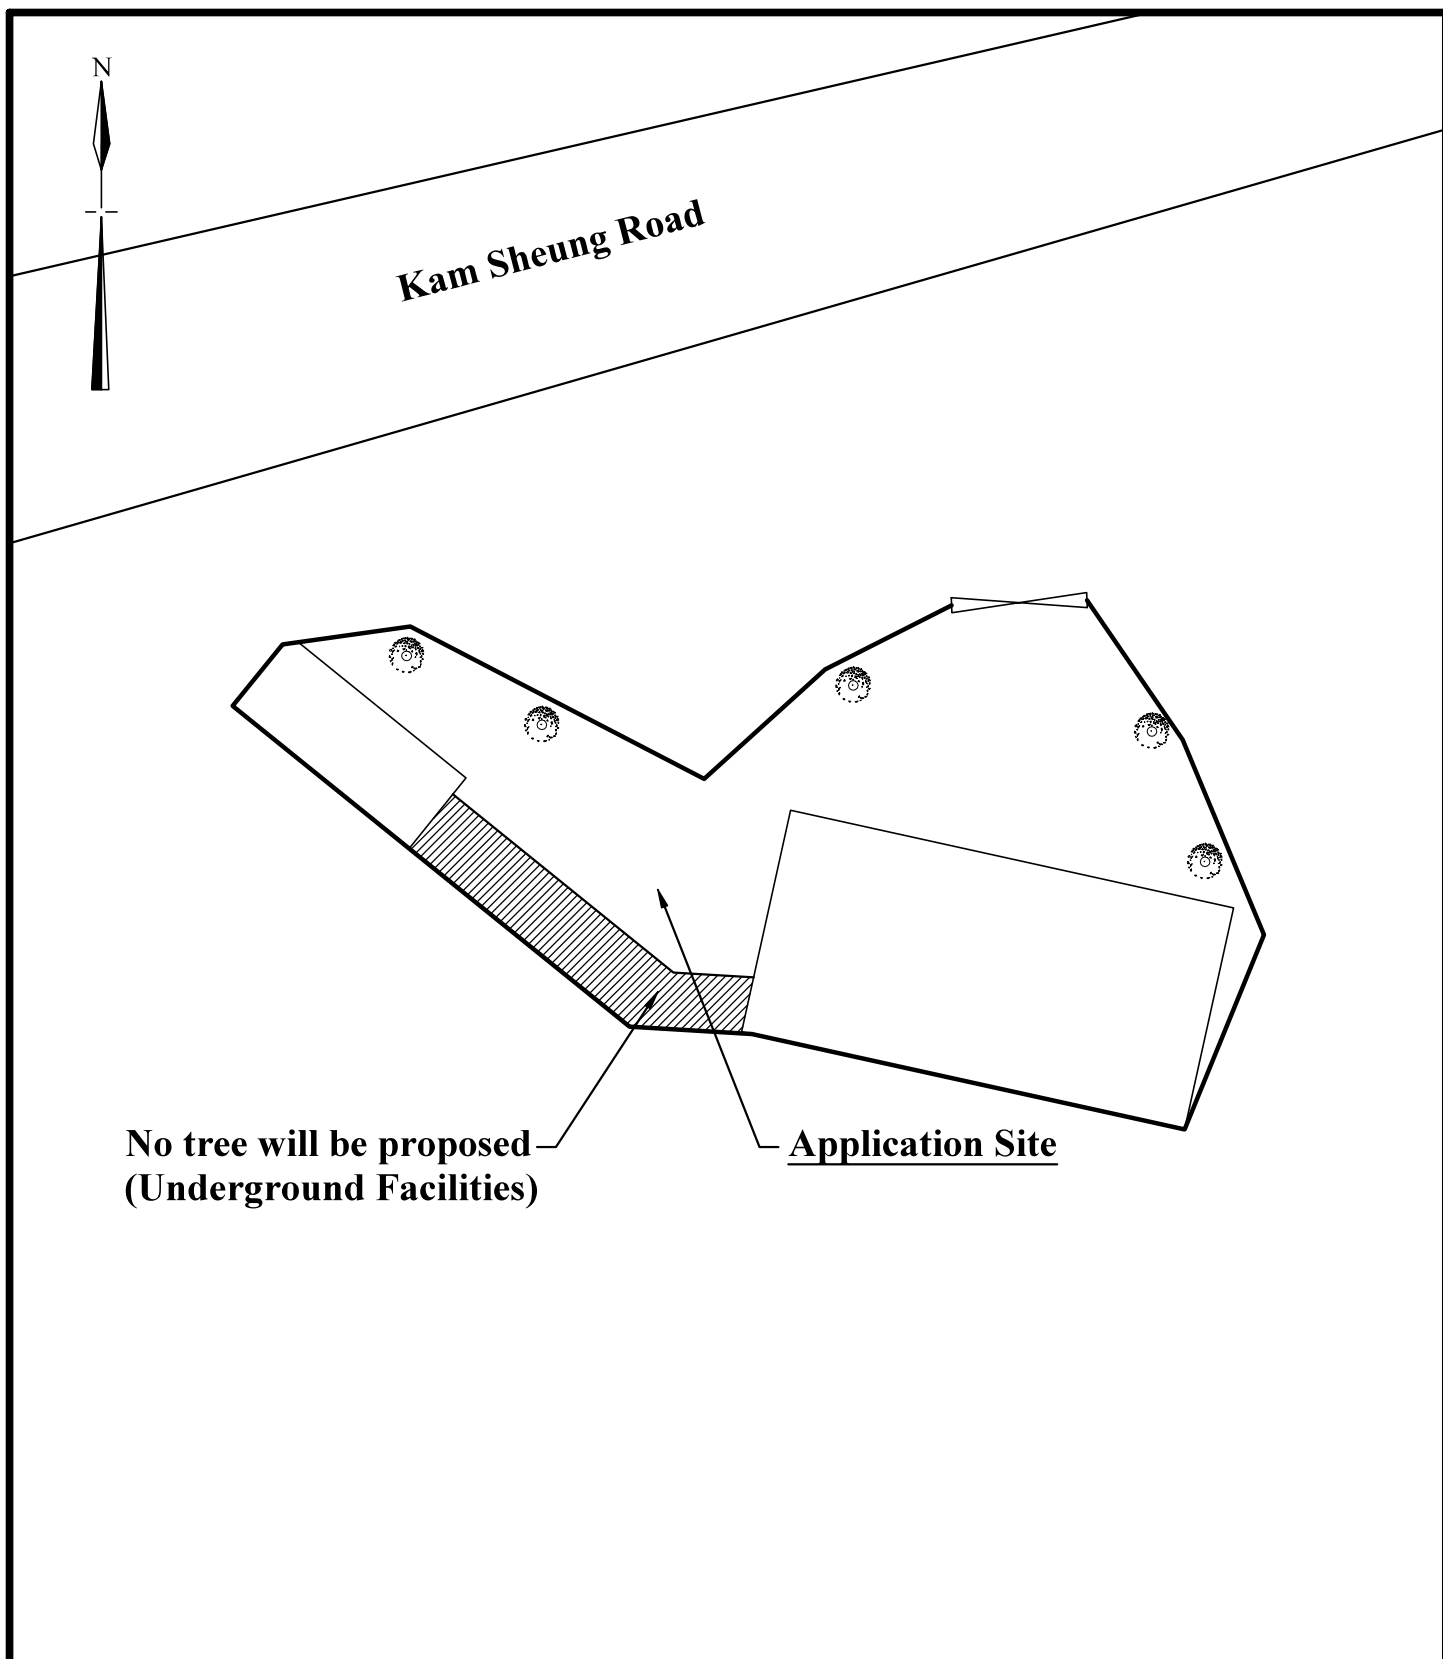 N
Kam Sheung Road
No tree will be proposed
(Underground Facilities)
Application Site